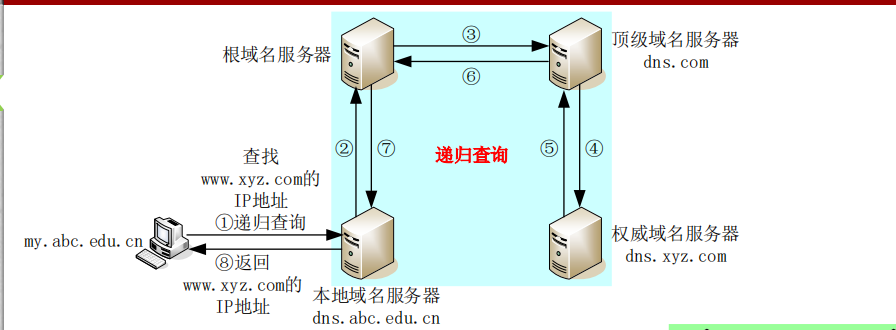 ③
根域名服务器
顶级域名服务器
dns.com
⑥
②
⑦
递归查询
⑤
④
查找
www.xyz.com的
IP地址
①递归查询
my.abc.edu.cn
⑧返回
www.xyz.com的
IP地址
权威域名服务器
dns.xyz.com
本地域名服务器
dns.abc.edu.cn